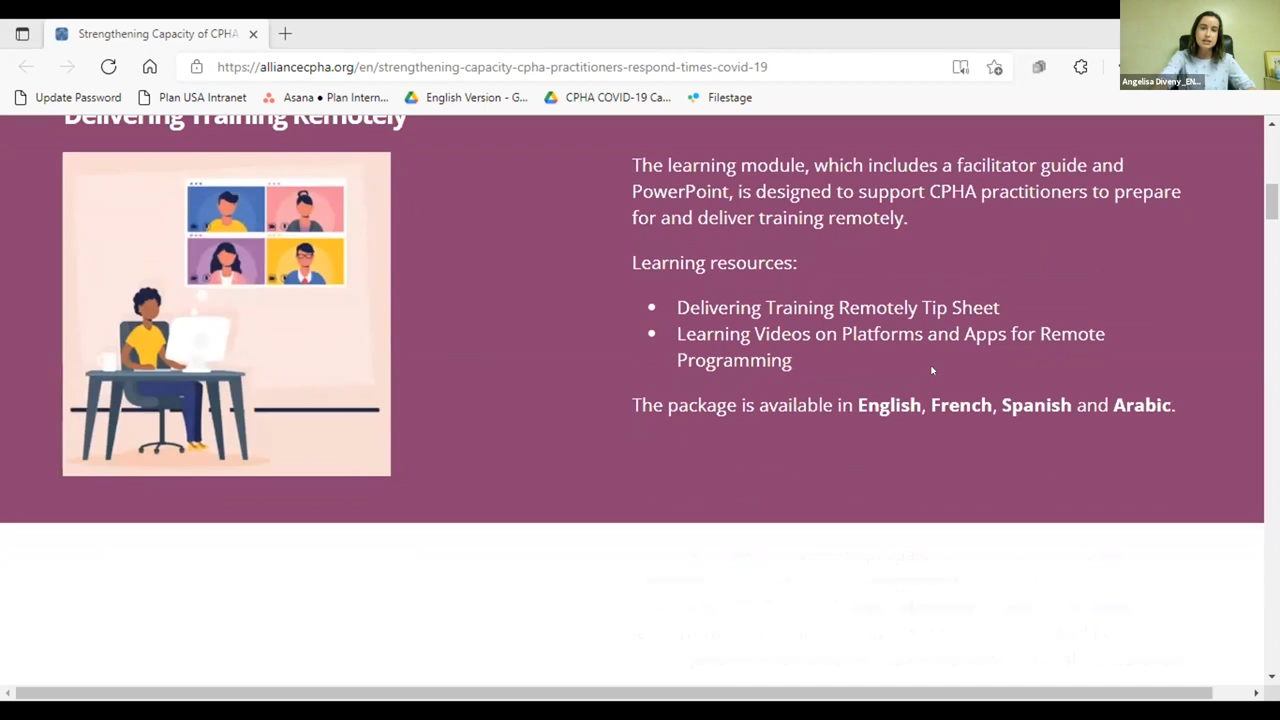 Strengthening Capacity of CPHA
https://alliancecpha.org/en/strengthening-capacity-cpha-practitioners-respond-times-covid-19
Angelisa Diveny_EN...
Update Password
Plan USA Intranet
Asana ● Plan Intern...
English Version - G...
CPHA COVID-19 Ca...
Filestage
Delivering Training Remotely
The learning module, which includes a facilitator guide and
PowerPoint, is designed to support CPHA practitioners to prepare
for and deliver training remotely.
Learning resources:
• Delivering Training Remotely Tip Sheet
• Learning Videos on Platforms and Apps for Remote
Programming
The package is available in English, French, Spanish and Arabic.